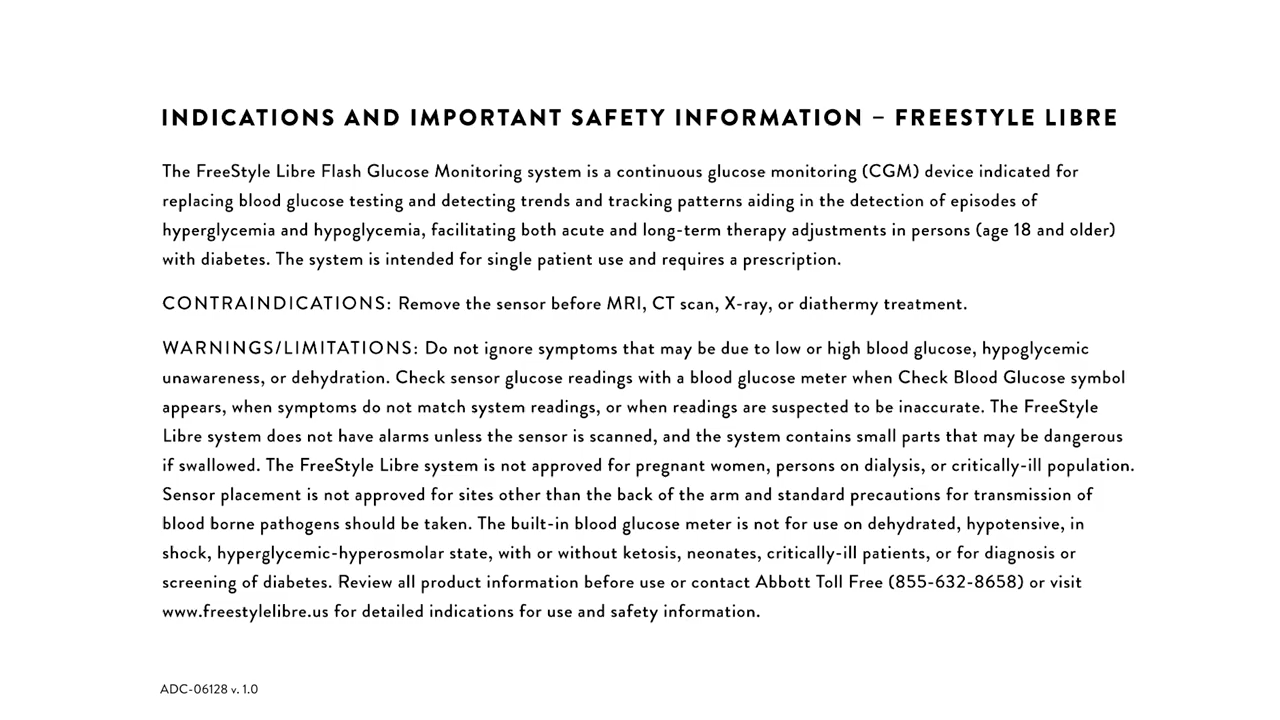 INDICATIONS AND IMPORTANT SAFETY INFORMATION – FREESTYLE LIBRE
The FreeStyle Libre Flash Glucose Monitoring system is a continuous glucose monitoring (CGM) device indicated for
replacing blood glucose testing and detecting trends and tracking patterns aiding in the detection of episodes of
hyperglycemia and hypoglycemia, facilitating both acute and long-term therapy adjustments in persons (age 18 and older)
with diabetes. The system is intended for single patient use and requires a prescription.
CONTRAINDICATIONS: Remove the sensor before MRI, CT scan, X-ray, or diathermy treatment.
WARNINGS/LIMITATIONS: Do not ignore symptoms that may be due to low or high blood glucose, hypoglycemic
unawareness, or dehydration. Check sensor glucose readings with a blood glucose meter when Check Blood Glucose symbol
appears, when symptoms do not match system readings, or when readings are suspected to be inaccurate. The FreeStyle
Libre system does not have alarms unless the sensor is scanned, and the system contains small parts that may be dangerous
if swallowed. The FreeStyle Libre system is not approved for pregnant women, persons on dialysis, or critically-ill population.
Sensor placement is not approved for sites other than the back of the arm and standard precautions for transmission of
blood borne pathogens should be taken. The built-in blood glucose meter is not for use on dehydrated, hypotensive, in
shock, hyperglycemic-hyperosmolar state, with or without ketosis, neonates, critically-ill patients, or for diagnosis or
screening of diabetes. Review all product information before use or contact Abbott Toll Free (855-632-8658) or visit
www.freestylelibre.us for detailed indications for use and safety information.
ADC-06128 v. 1.0